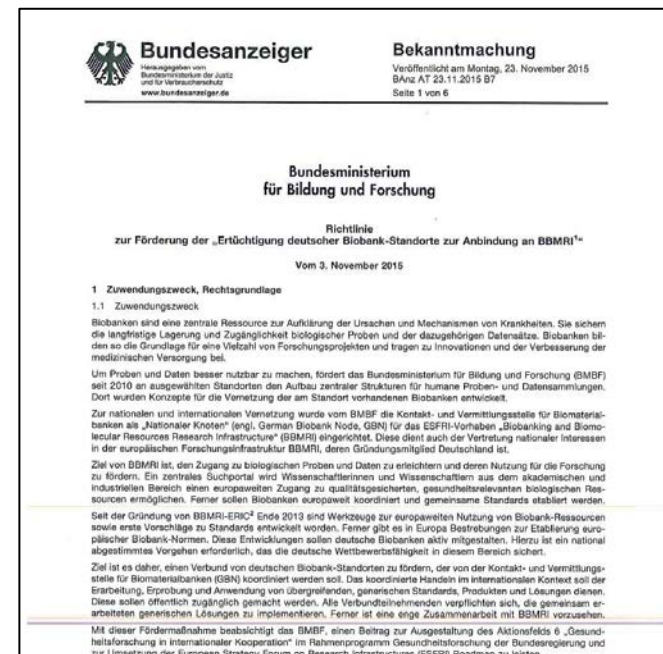 Bundesanzeiger
Herausgegeben vom
Bundesministerium der Justiz
und für Verbraucherschutz
www.bundesanzeiger.de
Bekanntmachung
Veröffentlicht am Montag, 23. November 2015
BAnz AT 23.11.2015 B7
Seite 1 von 6
Bundesministerium
für Bildung und Forschung
Richtlinie
zur Förderung der „Ertüchtigung deutscher Biobank-Standorte zur Anbindung an BBMRI¹“
Vom 3. November 2015
1 Zuwendungszweck, Rechtsgrundlage
1.1 Zuwendungszweck
Biobanken sind eine zentrale Ressource zur Aufklärung der Ursachen und Mechanismen von Krankheiten. Sie sichern
die langfristige Lagerung und Zugänglichkeit biologischer Proben und der dazugehörigen Datensätze. Biobanken bil-
den so die Grundlage für eine Vielzahl von Forschungsprojekten und tragen zu Innovationen und der Verbesserung der
medizinischen Versorgung bei.
Um Proben und Daten besser nutzbar zu machen, fördert das Bundesministerium für Bildung und Forschung (BMBF)
seit 2010 an ausgewählten Standorten den Aufbau zentraler Strukturen für humane Proben- und Datensammlungen.
Dort wurden Konzepte für die Vernetzung der am Standort vorhandenen Biobanken entwickelt.
Zur nationalen und internationalen Vernetzung wurde vom BMBF die Kontakt- und Vermittlungsstelle für Biomaterial-
banken als „Nationaler Knoten“ (engl. German Biobank Node, GBN) für das ESFRI-Vorhaben „Biobanking and Biomo-
lecular Resources Research Infrastructure“ (BBMRI) eingerichtet. Diese dient auch der Vertretung nationaler Interessen
in der europäischen Forschungsinfrastruktur BBMRI, deren Gründungsmitglied Deutschland ist.
Ziel von BBMRI ist, den Zugang zu biologischen Proben und Daten zu erleichtern und deren Nutzung für die Forschung
zu fördern. Ein zentrales Suchportal wird Wissenschaftlerinnen und Wissenschaftlern aus dem akademischen und
industriellen Bereich einen europaweiten Zugang zu qualitätsgesicherten, gesundheitsrelevanten biologischen Res-
sourcen ermöglichen. Ferner sollen Biobanken europaweit koordiniert und gemeinsame Standards etabliert werden.
Seit der Gründung von BBMRI-ERIC² Ende 2013 sind Werkzeuge zur europaweiten Nutzung von Biobank-Ressourcen
sowie erste Vorschläge zu Standards entwickelt worden. Ferner gibt es in Europa Bestrebungen zur Etablierung euro-
päischer Biobank-Normen. Diese Entwicklungen sollen deutsche Biobanken aktiv mitgestalten. Hierzu ist ein national
abgestimmtes Vorgehen erforderlich, das die deutsche Wettbewerbsfähigkeit in diesem Bereich sichert.
Ziel ist es daher, einen Verbund von deutschen Biobank-Standorten zu fördern, der von der Kontakt- und Vermittlungs-
stelle für Biomaterialbanken (GBN) koordiniert werden soll. Das koordinierte Handeln im internationalen Kontext soll der
Erarbeitung, Erprobung und Anwendung von übergreifenden, generischen Standards, Produkten und Lösungen dienen.
Diese sollen öffentlich zugänglich gemacht werden. Alle Verbundteilnehmenden verpflichten sich, die gemeinsam er-
arbeiteten generischen Lösungen zu implementieren. Ferner ist eine enge Zusammenarbeit mit BBMRI vorzusehen.
Mit dieser Fördermaßnahme beabsichtigt das BMBF, einen Beitrag zur Ausgestaltung des Aktionsfelds 6 „Gesund-
heitsforschung in internationaler Kooperation“ im Rahmenprogramm Gesundheitsforschung der Bundesregierung und
zur Umsetzung der European Strategy Forum on Research Infrastructures (ESFRI) Roadmap zu leisten.